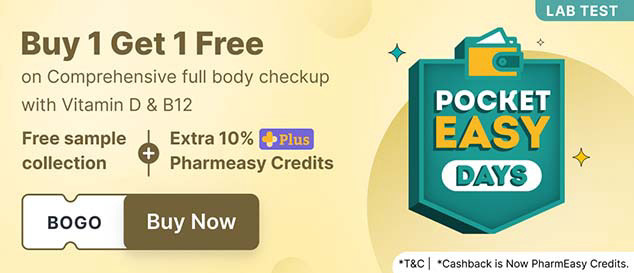 LAB TEST
Buy 1 Get 1 Free
on Comprehensive full body checkup
with Vitamin D & B12
Free sample
collection
Extra 10% Plus
Pharmeasy Credits
BOGO
Buy Now
POCKET
EASY
DAYS
*T&C | *Cashback is Now PharmEasy Credits.